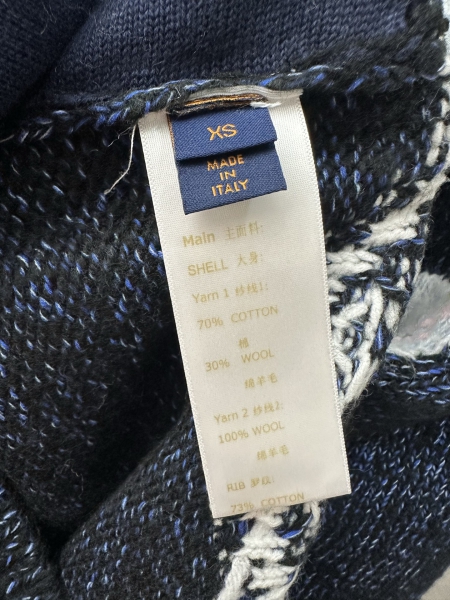 XS
MADE
IN
ITALY
Main 主面料:
SHELL 大身:
Yarn 1 纱线1:
70% COTTON
棉
30% WOOL
绵羊毛
Yarn 2 纱线2:
100% WOOL
绵羊毛
RIB 罗纹:
73% COTTON